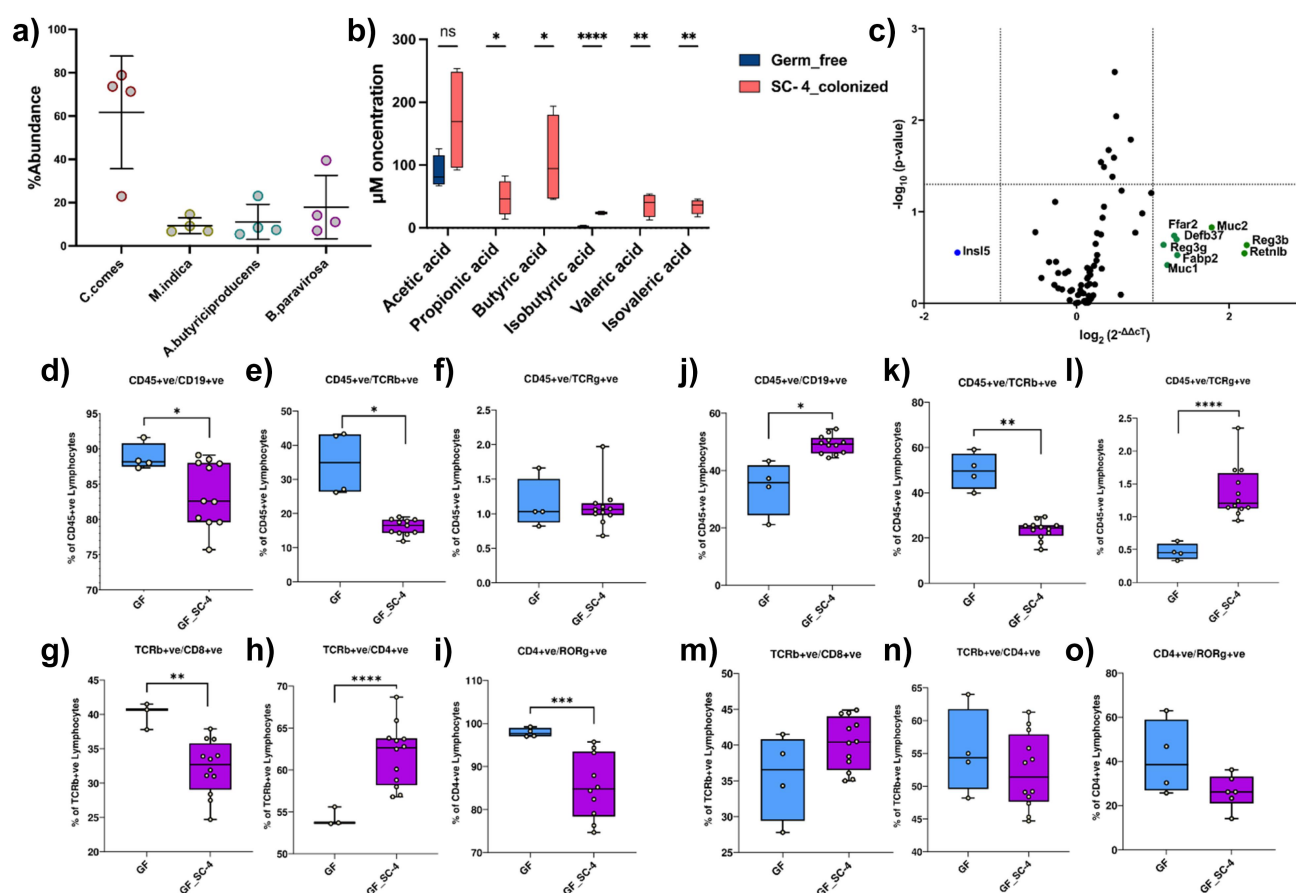 a)
%Abundance
100
80
60
40
20
0
C.comes
M.indica
A.butyriciproducens
B.paravirosa
b)
µM oncentration
300
200
100
0
ns
*
*
****
**
**
Acetic acid
Propionic acid
Butyric acid
Isobutyric acid
Valeric acid
Isovaleric acid
Germ_free
SC- 4_colonized
c)
-log10 (p-value)
3
2
1
0
Insl5
Ffar2
Muc2
Defb37
Reg3g
Reg3b
Fabp2
Retnlb
Muc1
-2
0
2
log2 (2-ΔΔcT)
d)
CD45+ve/CD19+ve
% of CD45+ve Lymphocytes
95
90
85
80
75
70
*
GF
GF_SC-4
e)
CD45+ve/TCRb+ve
% of CD45+ve Lymphocytes
50
40
30
20
10
0
*
GF
GF_SC-4
f)
CD45+ve/TCRg+ve
% of CD45+ve Lymphocytes
2.5
2.0
1.5
1.0
0.5
0.0
GF
GF_SC-4
j)
CD45+ve/CD19+ve
% of CD45+ve Lymphocytes
60
40
20
0
*
GF
GF_SC-4
k)
CD45+ve/TCRb+ve
% of CD45+ve Lymphocytes
80
60
40
20
0
**
GF
GF_SC-4
l)
CD45+ve/TCRg+ve
% of CD45+ve Lymphocytes
2.5
2.0
1.5
1.0
0.5
0.0
****
GF
GF_SC-4
g)
TCRb+ve/CD8+ve
% of TCRb+ve Lymphocytes
45
40
35
30
25
20
**
GF
GF_SC-4
h)
TCRb+ve/CD4+ve
% of TCRb+ve Lymphocytes
70
65
60
55
50
****
GF
GF_SC-4
i)
CD4+ve/RORg+ve
% of CD4+ve Lymphocytes
110
100
90
80
70
***
GF
GF_SC-4
m)
TCRb+ve/CD8+ve
% of TCRb+ve Lymphocytes
50
45
40
35
30
25
GF
GF_SC-4
n)
TCRb+ve/CD4+ve
% of TCRb+ve Lymphocytes
65
60
55
50
45
40
GF
GF_SC-4
o)
CD4+ve/RORg+ve
% of CD4+ve Lymphocytes
80
60
40
20
0
GF
GF_SC-4